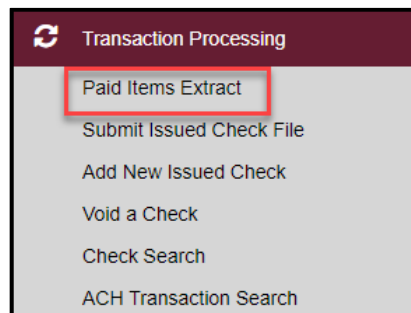 Transaction Processing
Paid Items Extract
Submit Issued Check File
Add New Issued Check
Void a Check
Check Search
ACH Transaction Search